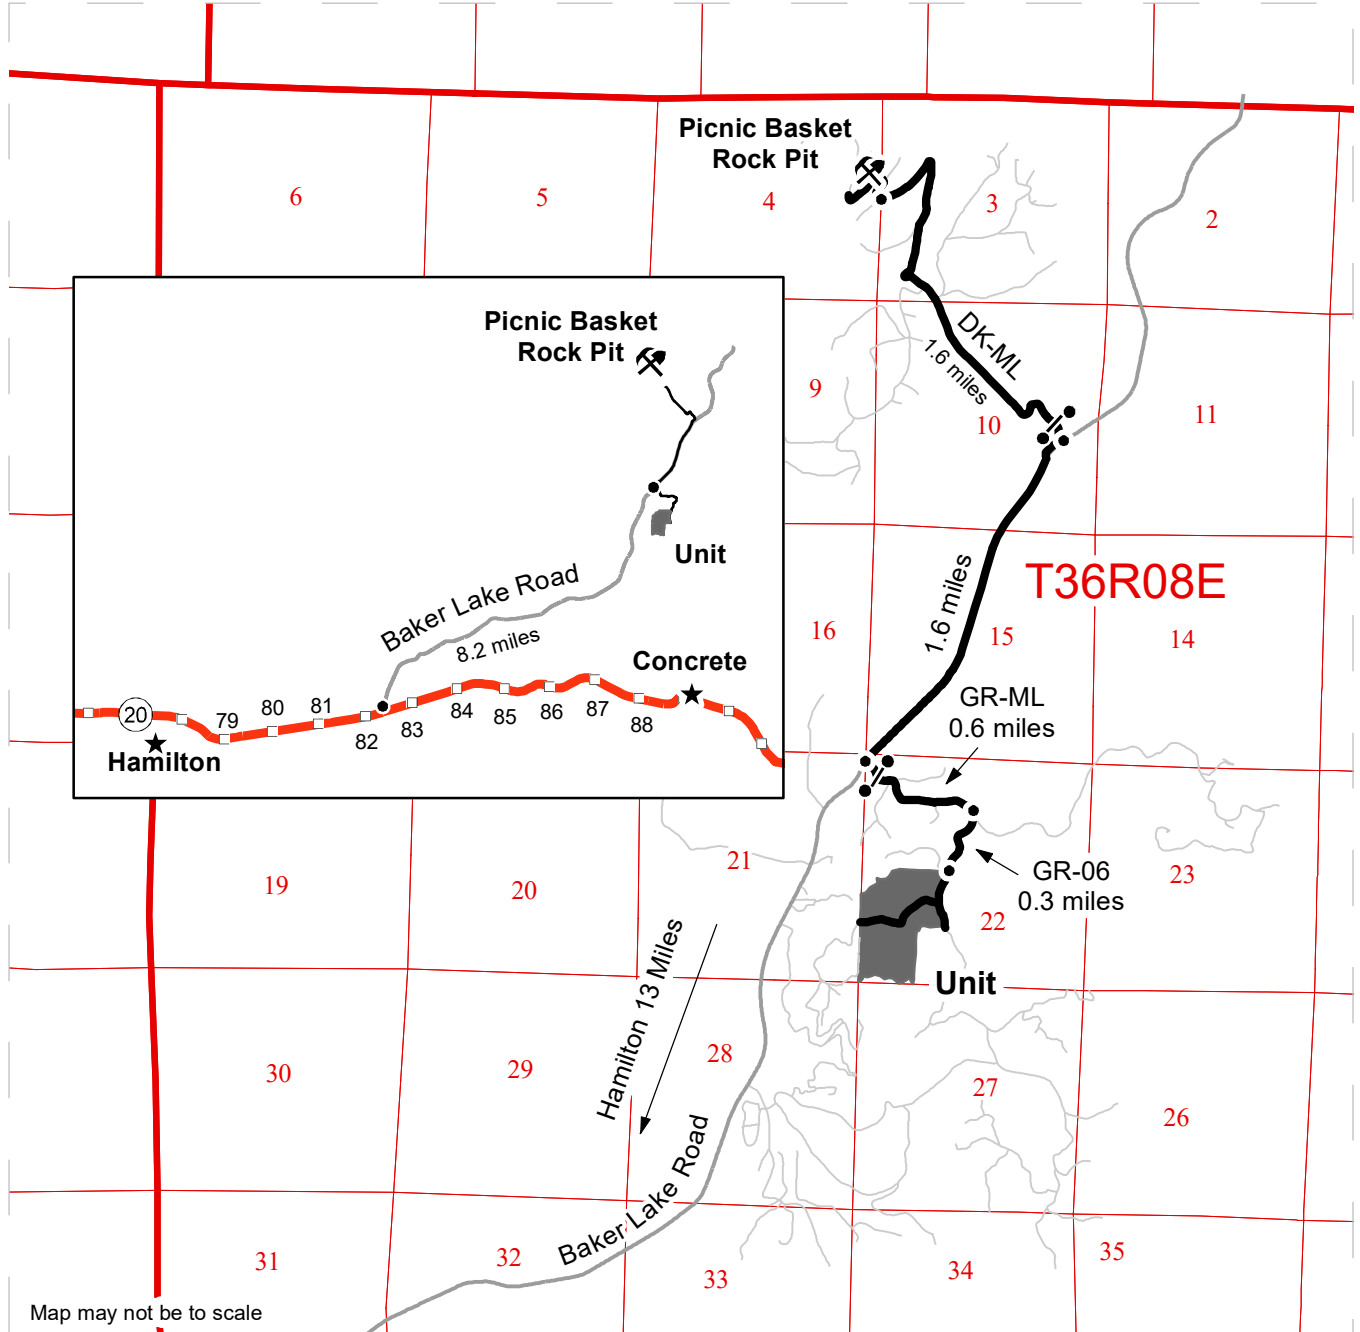 Picnic Basket
Rock Pit
6
5
4
3
2
Picnic Basket
Rock Pit
DK-ML
1.6 miles
9
10
11
Unit
Baker Lake Road
8.2 miles
Concrete
20
79
80
81
82
83
84
85
86
87
88
Hamilton
T36R08E
1.6 miles
16
15
14
GR-ML
0.6 miles
19
20
21
GR-06
0.3 miles
22
23
Unit
Hamilton 13 Miles
30
29
28
27
26
Baker Lake Road
31
32
33
34
35
Map may not be to scale